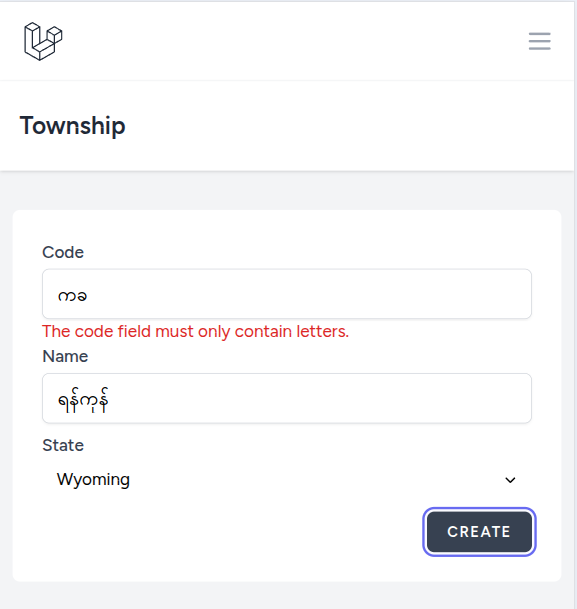 Township
Code
ကခ
The code field must only contain letters.
Name
ရန်ကုန်
State
Wyoming
CREATE